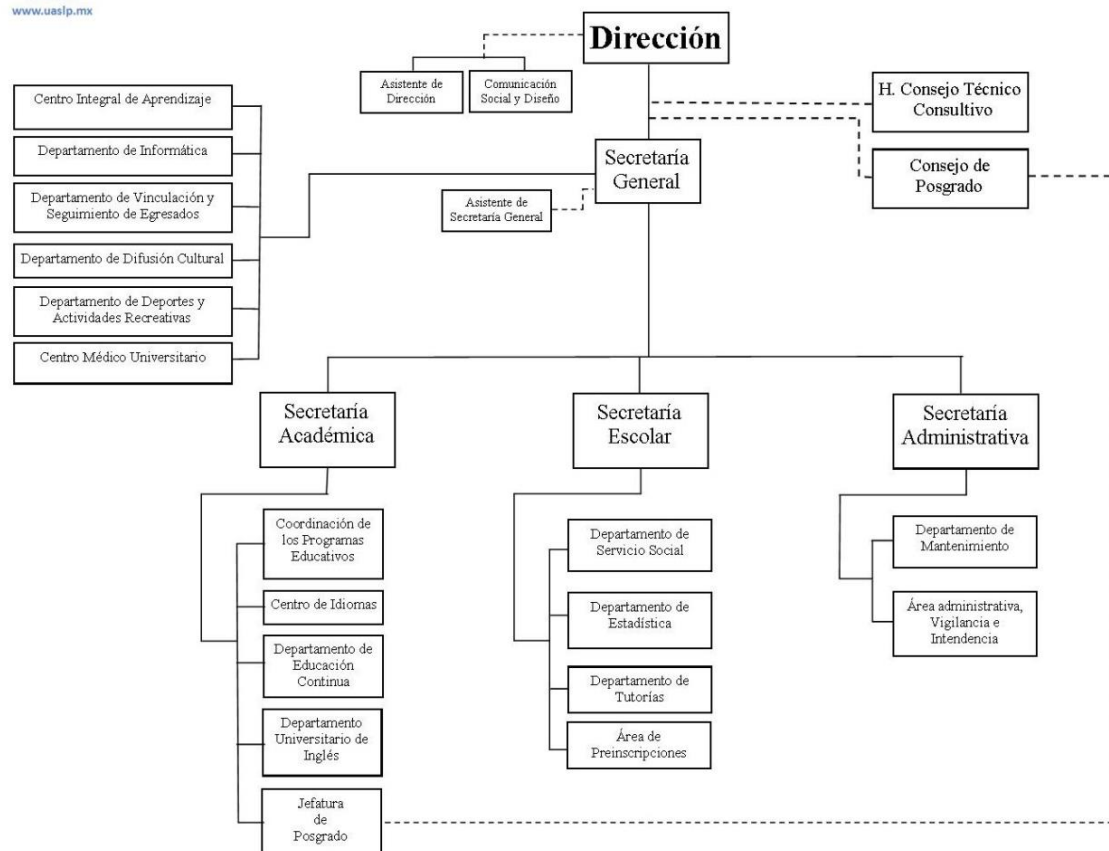 www.uaslp.mx
Dirección
Asistente de
Dirección
Comunicación
Social y Diseño
H. Consejo Técnico
Consultivo
Consejo de
Posgrado
Secretaría
General
Asistente de
Secretaría General
Centro Integral de Aprendizaje
Departamento de Informática
Departamento de Vinculación y
Seguimiento de Egresados
Departamento de Difusión Cultural
Departamento de Deportes y
Actividades Recreativas
Centro Médico Universitario
Secretaría
Académica
Secretaría
Escolar
Secretaría
Administrativa
Coordinación de
los Programas
Educativos
Centro de Idiomas
Departamento de
Educación
Continua
Departamento
Universitario de
Inglés
Jefatura
de
Posgrado
Departamento de
Servicio Social
Departamento de
Estadística
Departamento de
Tutorías
Área de
Preinscripciones
Departamento de
Mantenimiento
Área administrativa,
Vigilancia e
Intendencia